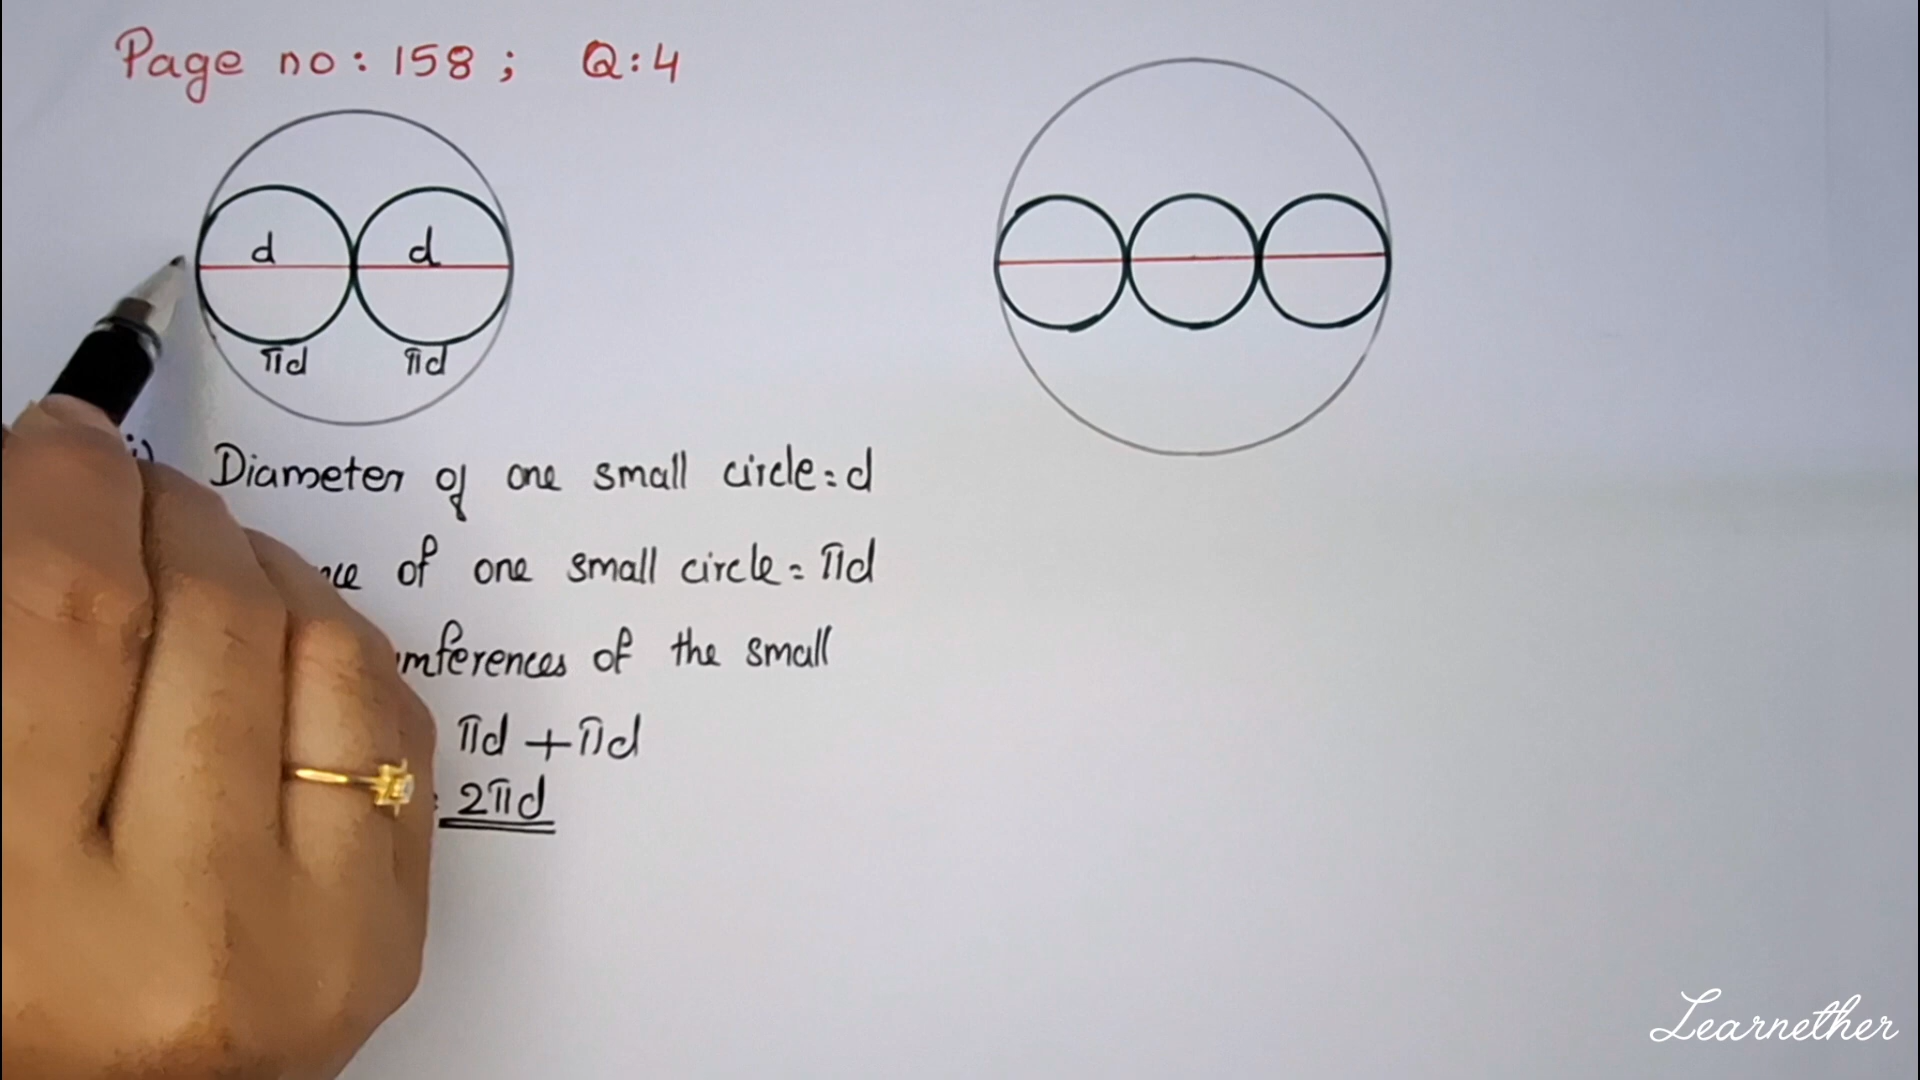 Page no: 158 ; Q:4
d d
πd πd
i) Diameter of one small circle = d
of one small circle = πd
of the small
πd + πd
= 2πd
Learnether